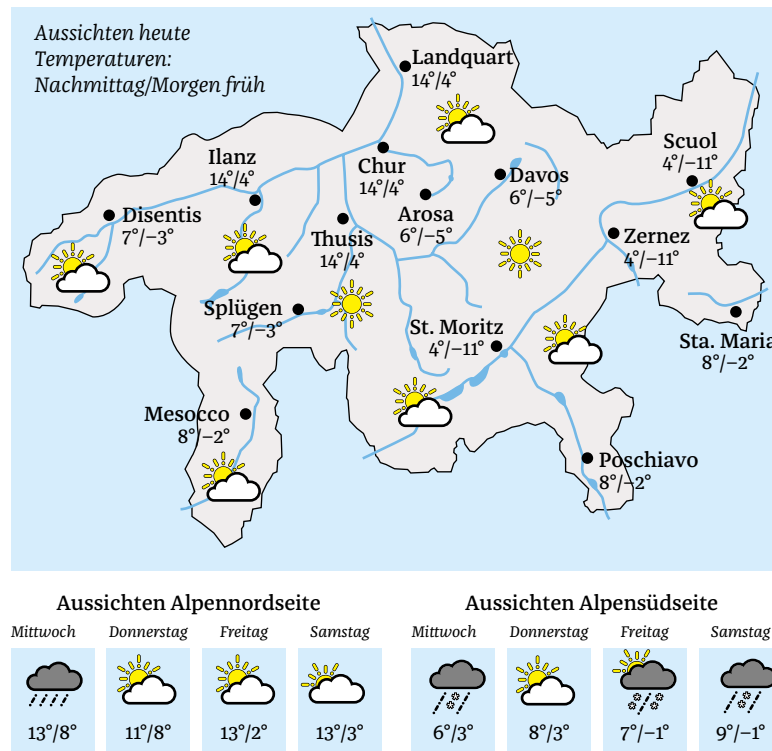 Aussichten heute
Temperaturen:
Nachmittag/Morgen früh
Landquart
14°/4°
Scuol
4°/–11°
Ilanz
14°/4°
Chur
14°/4°
Davos
6°/–5°
Disentis
7°/–3°
Arosa
6°/–5°
Thusis
14°/4°
Zernez
4°/–11°
Splügen
7°/–3°
St. Moritz
4°/–11°
Sta. Maria
8°/–2°
Mesocco
8°/–2°
Poschiavo
8°/–2°
Aussichten Alpennordseite
Mittwoch Donnerstag Freitag Samstag
13°/8° 11°/8° 13°/2° 13°/3°
Aussichten Alpensüdseite
Mittwoch Donnerstag Freitag Samstag
6°/3° 8°/3° 7°/–1° 9°/–1°